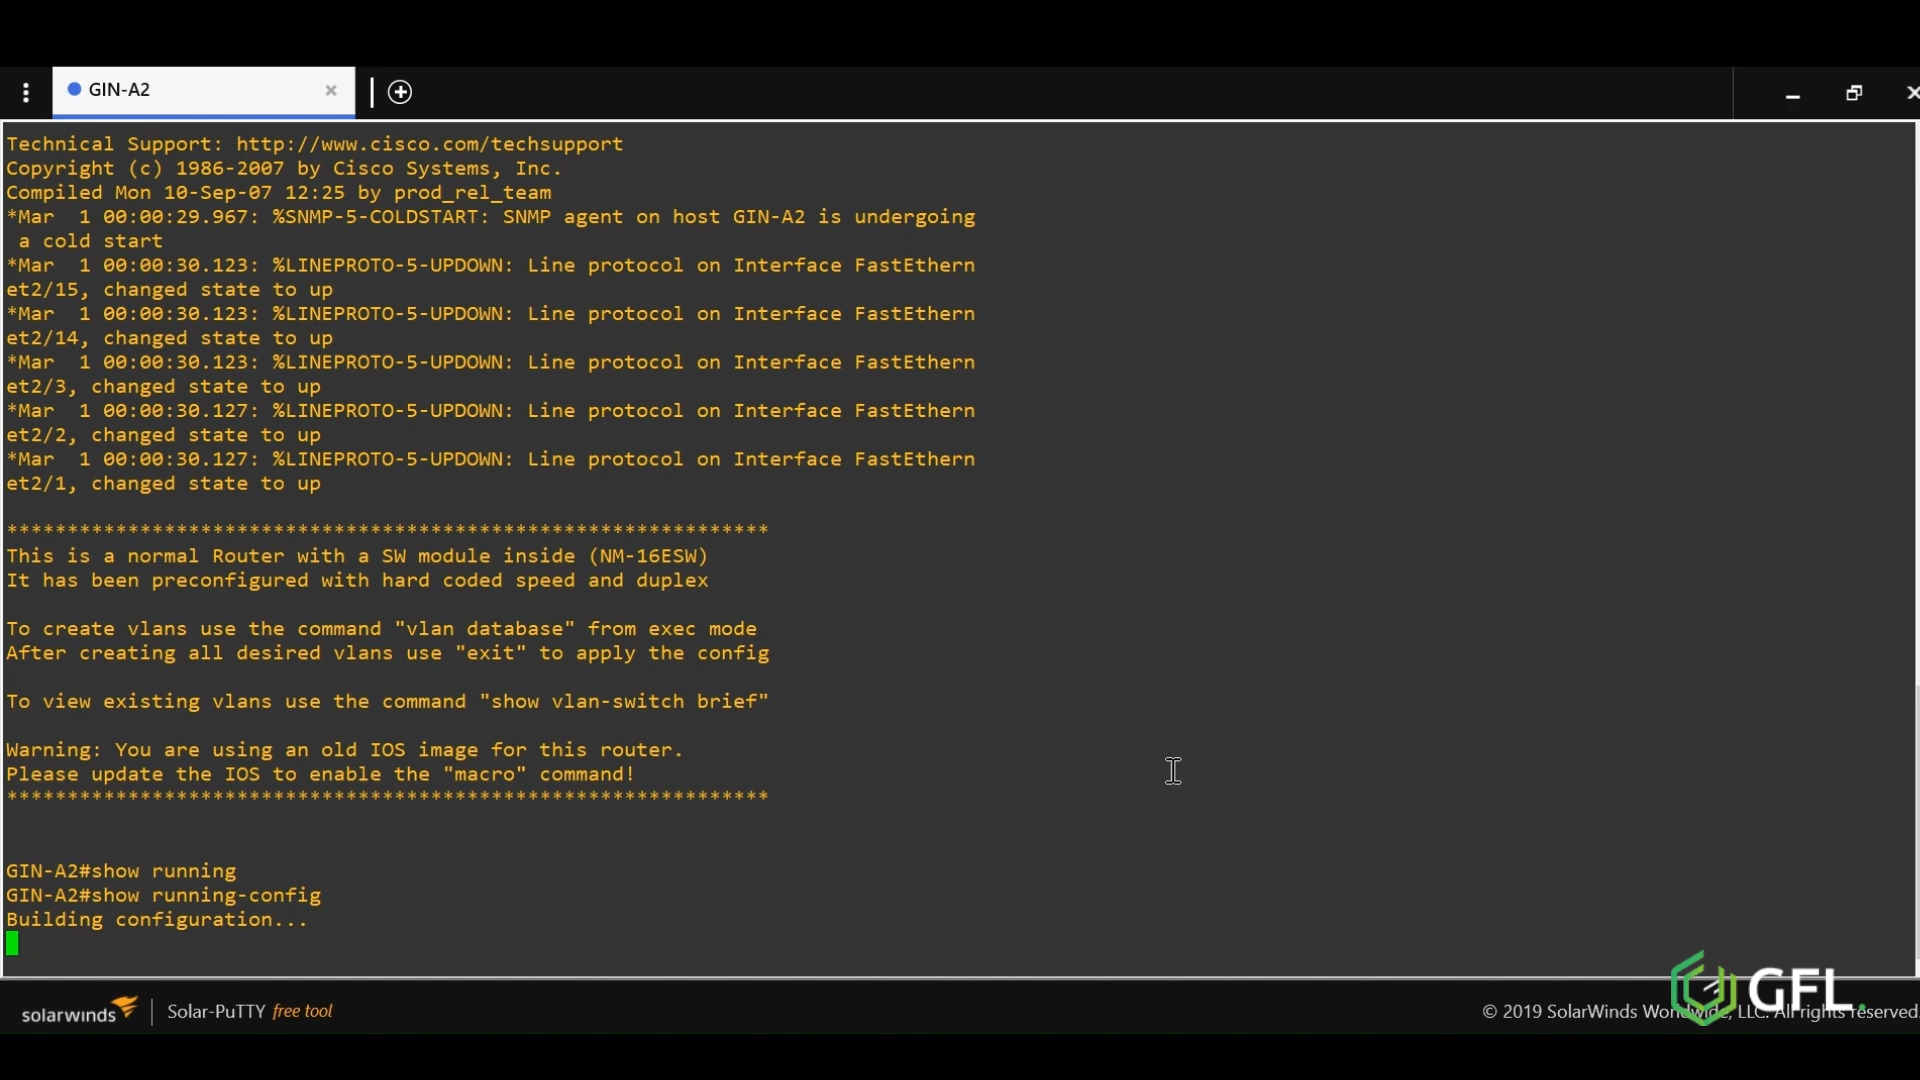 GIN-A2
Technical Support: http://www.cisco.com/techsupport
Copyright (c) 1986-2007 by Cisco Systems, Inc.
Compiled Mon 10-Sep-07 12:25 by prod_rel_team
*Mar  1 00:00:29.967: %SNMP-5-COLDSTART: SNMP agent on host GIN-A2 is undergoing
 a cold start
*Mar  1 00:00:30.123: %LINEPROTO-5-UPDOWN: Line protocol on Interface FastEthern
et2/15, changed state to up
*Mar  1 00:00:30.123: %LINEPROTO-5-UPDOWN: Line protocol on Interface FastEthern
et2/14, changed state to up
*Mar  1 00:00:30.123: %LINEPROTO-5-UPDOWN: Line protocol on Interface FastEthern
et2/3, changed state to up
*Mar  1 00:00:30.127: %LINEPROTO-5-UPDOWN: Line protocol on Interface FastEthern
et2/2, changed state to up
*Mar  1 00:00:30.127: %LINEPROTO-5-UPDOWN: Line protocol on Interface FastEthern
et2/1, changed state to up
***************************************************************
This is a normal Router with a SW module inside (NM-16ESW)
It has been preconfigured with hard coded speed and duplex
To create vlans use the command "vlan database" from exec mode
After creating all desired vlans use "exit" to apply the config
To view existing vlans use the command "show vlan-switch brief"
Warning: You are using an old IOS image for this router.
Please update the IOS to enable the "macro" command!
***************************************************************
GIN-A2#show running
GIN-A2#show running-config
Building configuration...
solarwinds Solar-PuTTY free tool
© 2019 SolarWinds Worldwide, LLC. All rights reserved.
GFL.